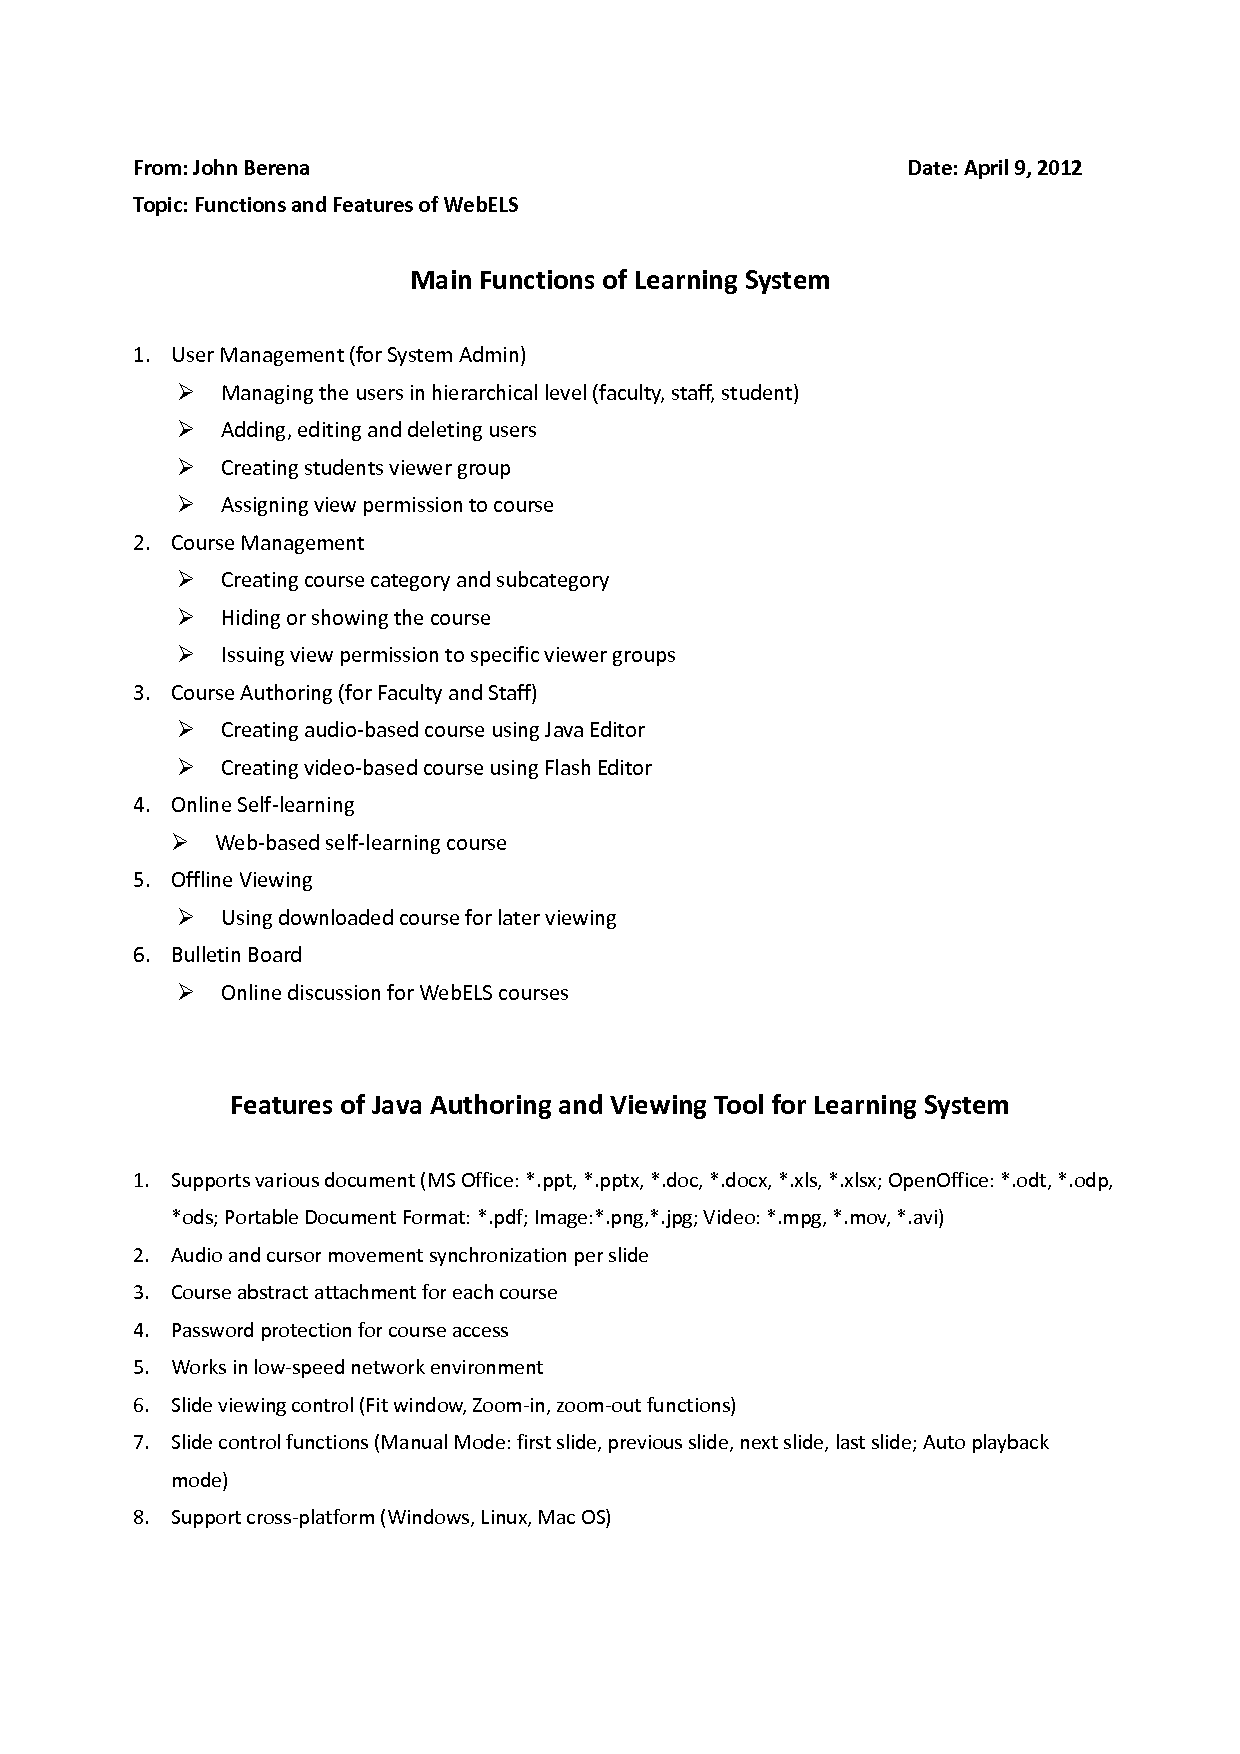 From: John Berena Date: April 9, 2012
Topic: Functions and Features of WebELS
Main Functions of Learning System
1. User Management (for System Admin)
➢ Managing the users in hierarchical level (faculty, staff, student)
➢ Adding, editing and deleting users
➢ Creating students viewer group
➢ Assigning view permission to course
2. Course Management
➢ Creating course category and subcategory
➢ Hiding or showing the course
➢ Issuing view permission to specific viewer groups
3. Course Authoring (for Faculty and Staff)
➢ Creating audio-based course using Java Editor
➢ Creating video-based course using Flash Editor
4. Online Self-learning
➢ Web-based self-learning course
5. Offline Viewing
➢ Using downloaded course for later viewing
6. Bulletin Board
➢ Online discussion for WebELS courses
Features of Java Authoring and Viewing Tool for Learning System
1. Supports various document (MS Office: *.ppt, *.pptx, *.doc, *.docx, *.xls, *.xlsx; OpenOffice: *.odt, *.odp,
*ods; Portable Document Format: *.pdf; Image:*.png,*.jpg; Video: *.mpg, *.mov, *.avi)
2. Audio and cursor movement synchronization per slide
3. Course abstract attachment for each course
4. Password protection for course access
5. Works in low-speed network environment
6. Slide viewing control (Fit window, Zoom-in, zoom-out functions)
7. Slide control functions (Manual Mode: first slide, previous slide, next slide, last slide; Auto playback
mode)
8. Support cross-platform (Windows, Linux, Mac OS)